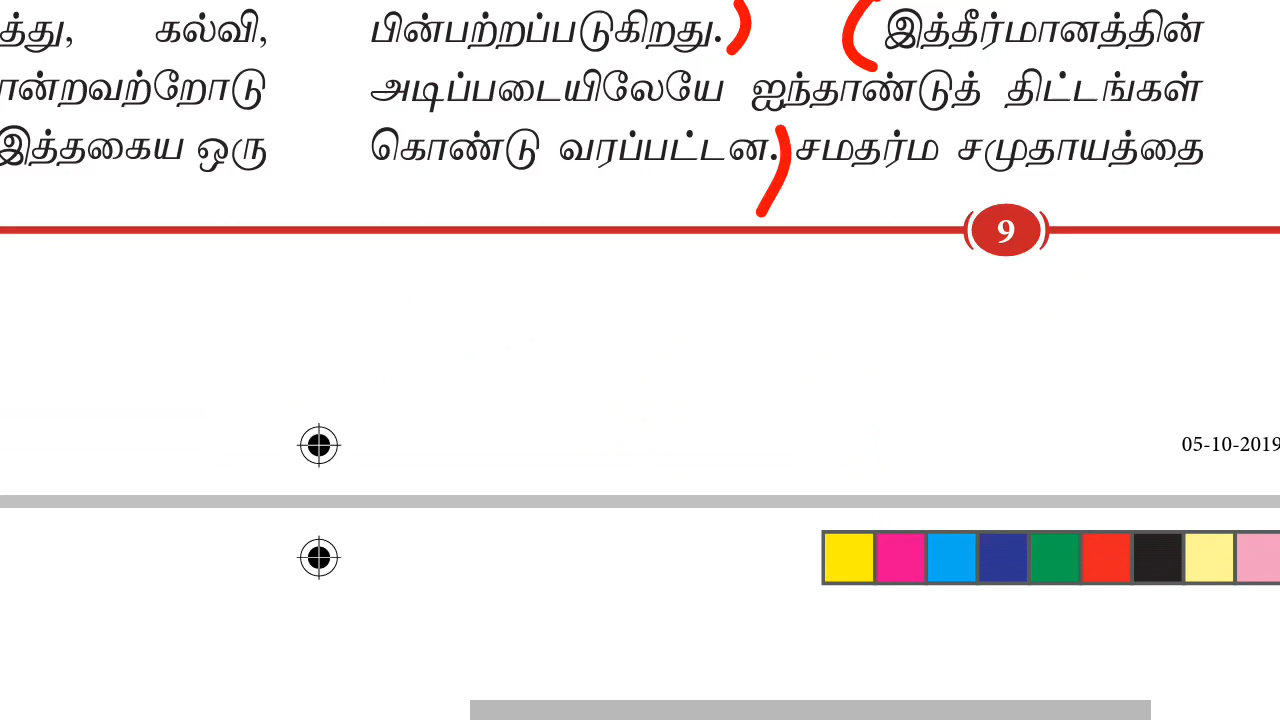 த்து, கல்வி,
ான்றவற்றோடு
இத்தகைய ஒரு
பின்பற்றப்படுகிறது. இத்தீர்மானத்தின்
அடிப்படையிலேயே ஐந்தாண்டுத் திட்டங்கள்
கொண்டு வரப்பட்டன. சமதர்ம சமுதாயத்தை
9
05-10-2019